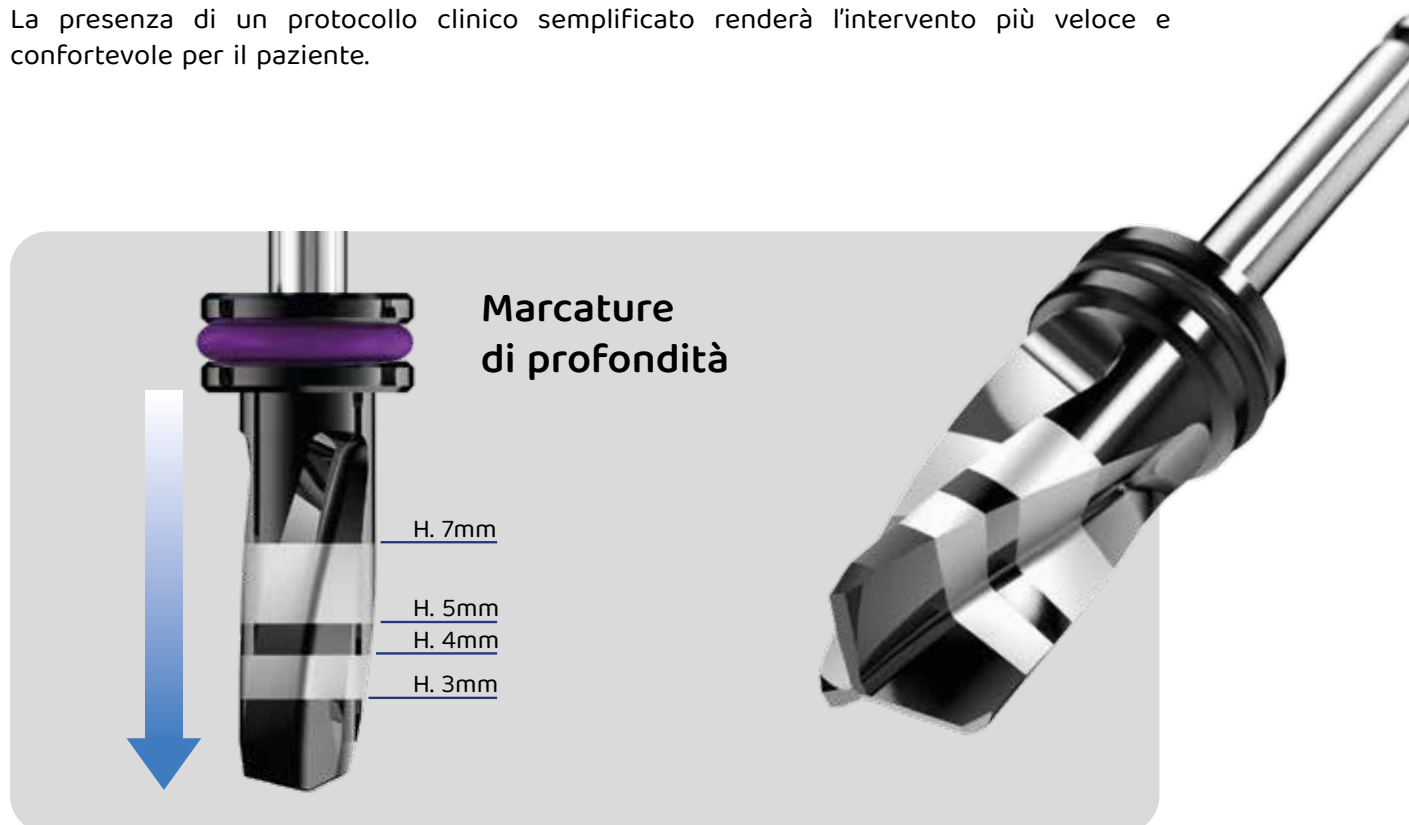 La presenza di un protocollo clinico semplificato renderà l'intervento più veloce e
confortevole per il paziente.
Marcature
di profondità
H. 7mm
H. 5mm
H. 4mm
H. 3mm